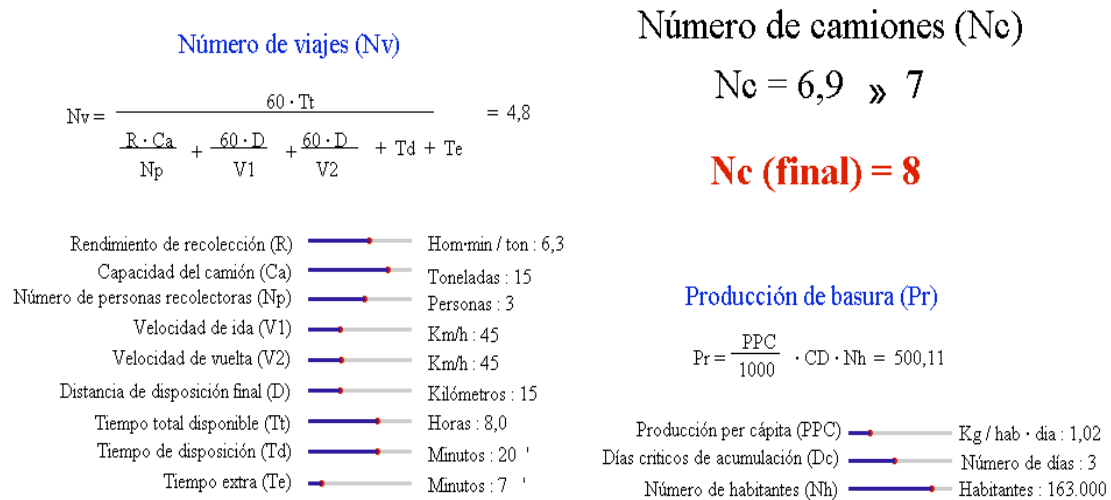 Número de viajes (Nv)
Nv = 60 · Tt / ( R · Ca / Np + 60 · D / V1 + 60 · D / V2 + Td + Te ) = 4,8
Rendimiento de recolección (R) Hom·min / ton : 6,3
Capacidad del camión (Ca) Toneladas : 15
Número de personas recolectoras (Np) Personas : 3
Velocidad de ida (V1) Km/h : 45
Velocidad de vuelta (V2) Km/h : 45
Distancia de disposición final (D) Kilómetros : 15
Tiempo total disponible (Tt) Horas : 8,0
Tiempo de disposición (Td) Minutos : 20 '
Tiempo extra (Te) Minutos : 7 '
Número de camiones (Nc)
Nc = 6,9 » 7
Nc (final) = 8
Producción de basura (Pr)
Pr = PPC / 1000 · CD · Nh = 500,11
Producción per cápita (PPC) Kg / hab · dia : 1,02
Días criticos de acumulación (Dc) Número de días : 3
Número de habitantes (Nh) Habitantes : 163.000